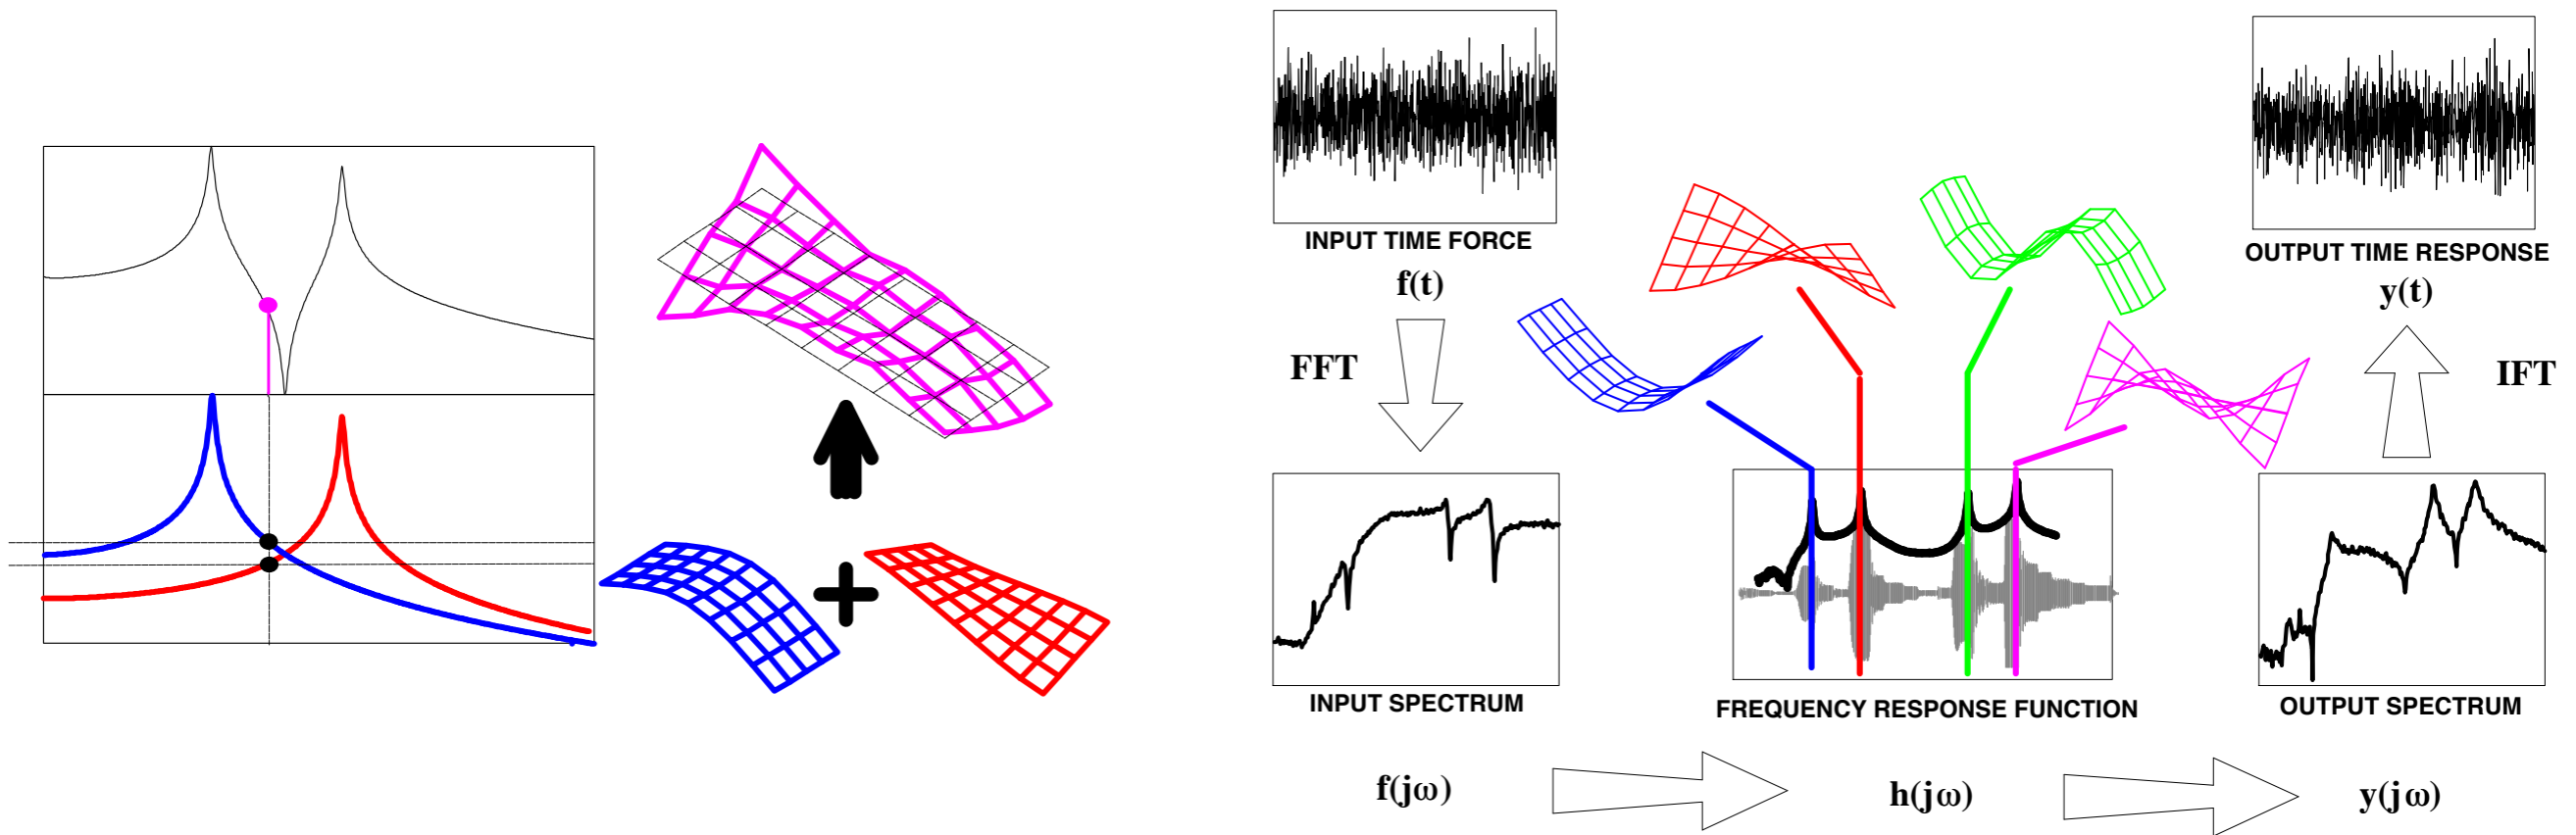 INPUT TIME FORCE
f(t)
FFT
INPUT SPECTRUM
f(jω)
FREQUENCY RESPONSE FUNCTION
h(jω)
OUTPUT TIME RESPONSE
y(t)
IFT
OUTPUT SPECTRUM
y(jω)